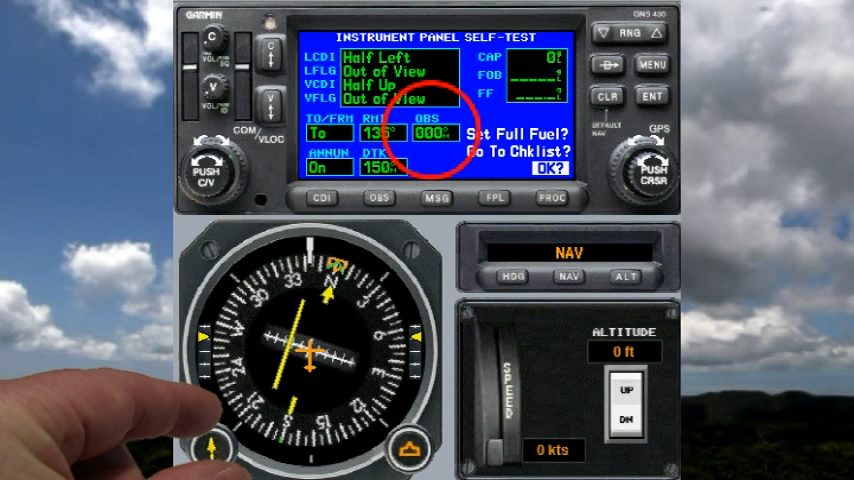 GARMIN
GNS 430
INSTRUMENT PANEL SELF-TEST
LCDI Half Left
LFLG Out of View
VCDI Half Up
VFLG Out of View
CAP 0
FOB
FF
TO/FRM RMI OBS
To 135° 000°
ANNUN DTK
On 150°
Set Full Fuel?
Go To Chklist?
OK?
C
VOL/
V
VOL/
C
V
COM/VLOC
PUSH C/V
RNG
MENU
CLR
ENT
DEFAULT NAV
GPS
PUSH CRSR
CDI OBS MSG FPL PROC
NAV
HDG NAV ALT
N 3 E 12 15 S 21 24 W 30 33
SPEED
0 kts
ALTITUDE
0 ft
UP
DN